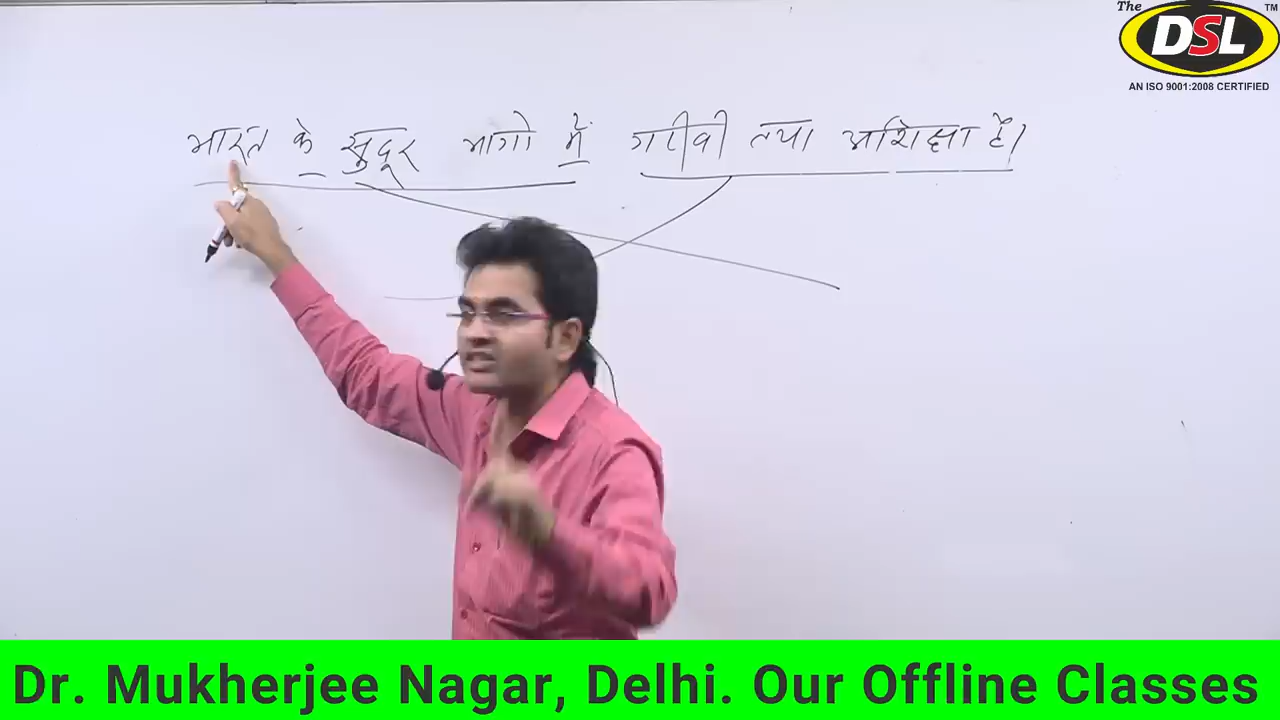 The
TM
DSL
AN ISO 9001:2008 CERTIFIED
भारत के सुदूर भागो में गरीबी तथा अशिक्षा है।
Dr. Mukherjee Nagar, Delhi. Our Offline Classes